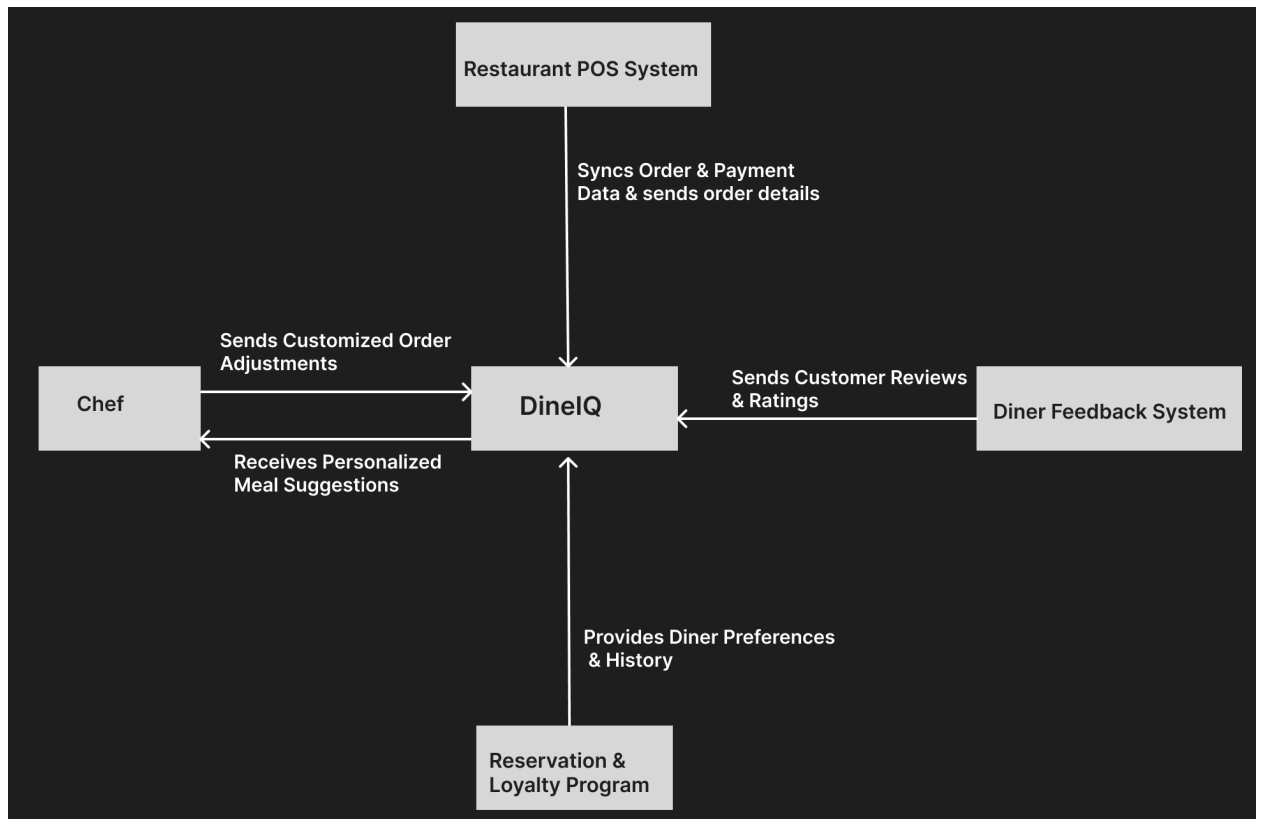 Restaurant POS System
Syncs Order & Payment
Data & sends order details
Sends Customized Order
Adjustments
Chef
DineIQ
Sends Customer Reviews
& Ratings
Diner Feedback System
Receives Personalized
Meal Suggestions
Provides Diner Preferences
& History
Reservation &
Loyalty Program